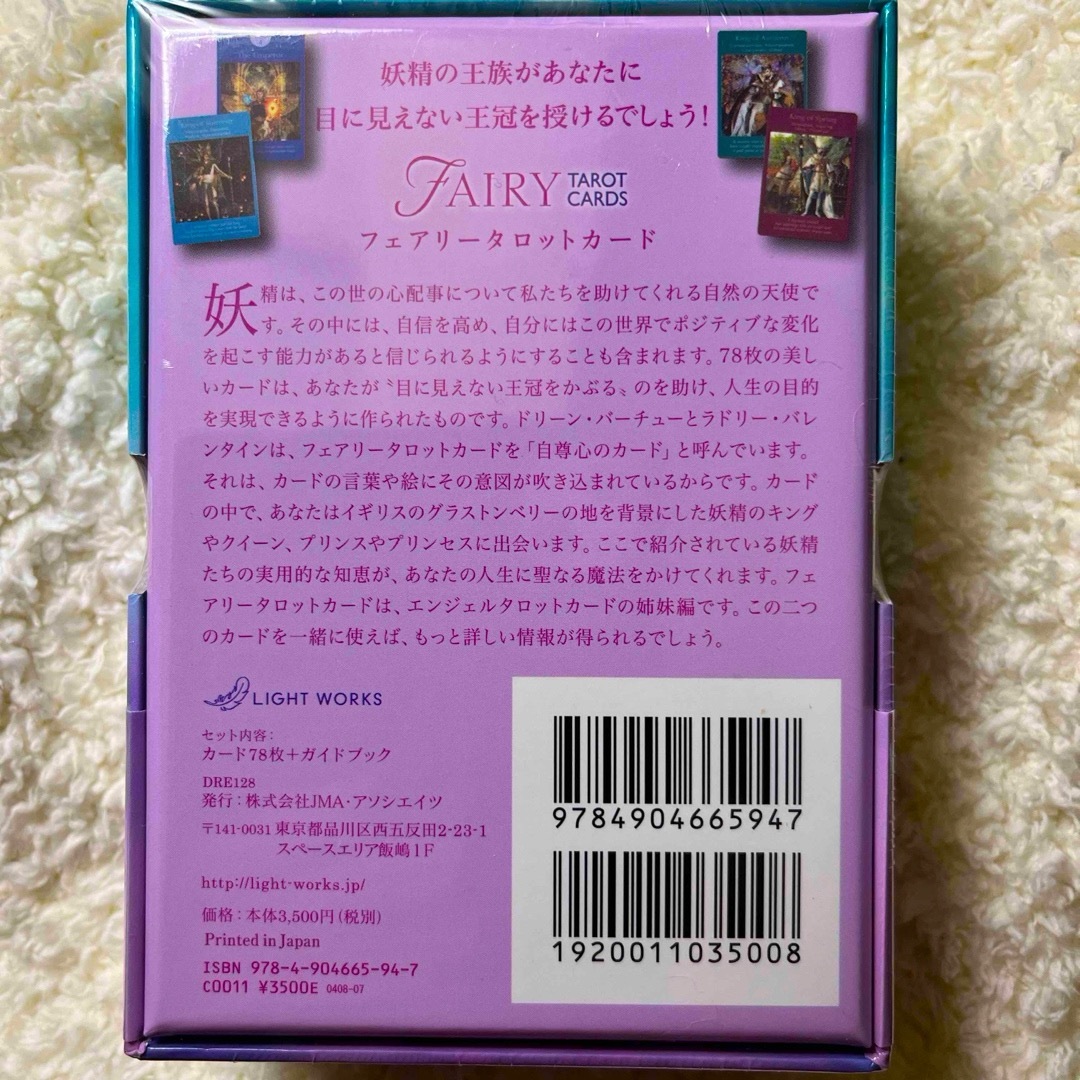 妖精の王族があなたに
目に見えない王冠を授けるでしょう!
FAIRY TAROT CARDS
フェアリータロットカード
妖精は、この世の心配事について私たちを助けてくれる自然の天使で
す。その中には、自信を高め、自分にはこの世界でポジティブな変化
を起こす能力があると信じられるようにすることも含まれます。78枚の美し
いカードは、あなたが〝目に見えない王冠をかぶる〟のを助け、人生の目的
を実現できるように作られたものです。ドリーン・バーチューとラドリー・バレン
タインは、フェアリータロットカードを「自尊心のカード」と呼んでいます。
それは、カードの言葉や絵にその意図が吹き込まれているからです。カード
の中で、あなたはイギリスのグラストンベリーの地を背景にした妖精のキング
やクイーン、プリンスやプリンセスに出会います。ここで紹介されている妖精
たちの実用的な知恵が、あなたの人生に聖なる魔法をかけてくれます。フェ
アリータロットカードは、エンジェルタロットカードの姉妹編です。この二つ
のカードを一緒に使えば、もっと詳しい情報が得られるでしょう。
LIGHT WORKS
セット内容:
カード78枚+ガイドブック
DRE128
発行:株式会社JMA・アソシエイツ
〒141-0031 東京都品川区西五反田2-23-1
スペースエリア飯嶋1F
http://light-works.jp/
価格:本体3,500円(税別)
Printed in Japan
ISBN 978-4-904665-94-7
C0011 ¥3500E 0408-07
9784904665947
1920011035008
King of Spring